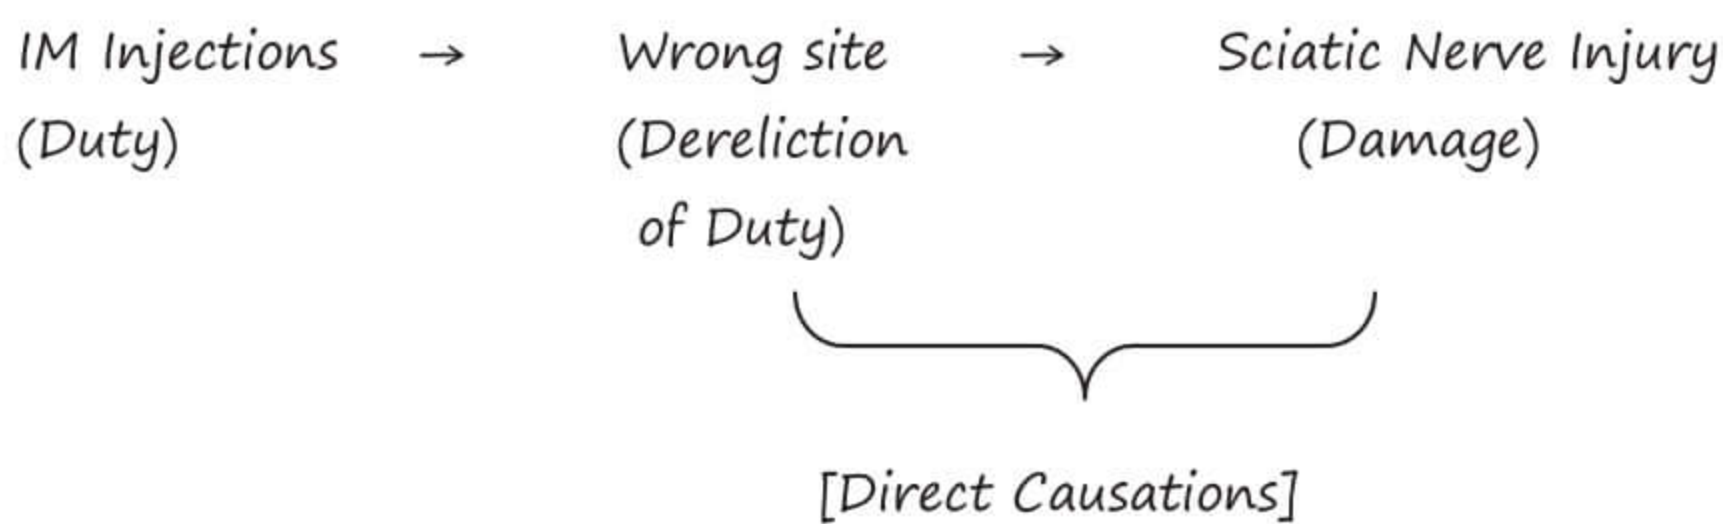 IM Injections → Wrong site → Sciatic Nerve Injury
(Duty) (Dereliction (Damage)
of Duty)
[Direct Causations]